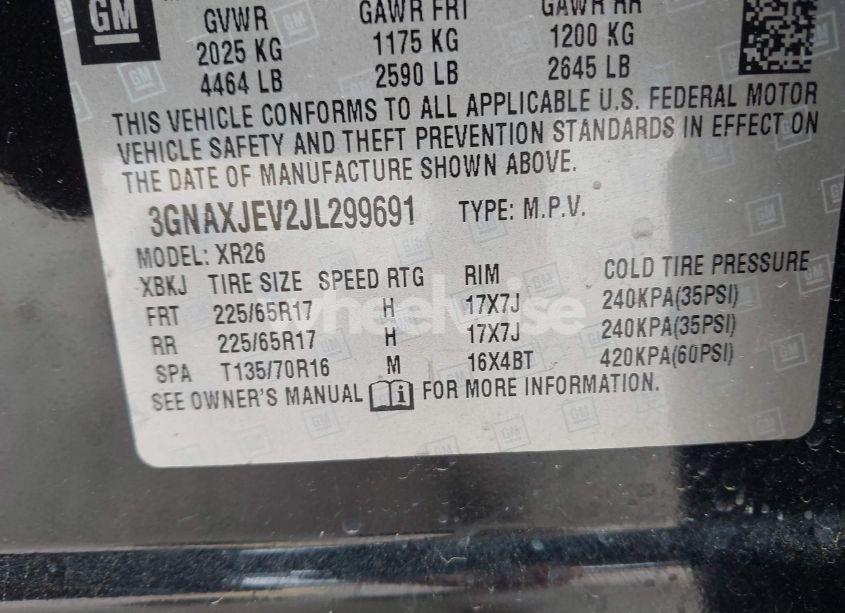 GM
GVWR GAWR FRT GAWR RR
2025 KG 1175 KG 1200 KG
4464 LB 2590 LB 2645 LB
THIS VEHICLE CONFORMS TO ALL APPLICABLE U.S. FEDERAL MOTOR
VEHICLE SAFETY AND THEFT PREVENTION STANDARDS IN EFFECT ON
THE DATE OF MANUFACTURE SHOWN ABOVE.
3GNAXJEV2JL299691 TYPE: M.P.V.
MODEL: XR26
XBKJ TIRE SIZE SPEED RTG RIM COLD TIRE PRESSURE
FRT 225/65R17 H 17X7J 240KPA(35PSI)
RR 225/65R17 H 17X7J 240KPA(35PSI)
SPA T135/70R16 M 16X4BT 420KPA(60PSI)
SEE OWNER'S MANUAL i FOR MORE INFORMATION.
wheelwise